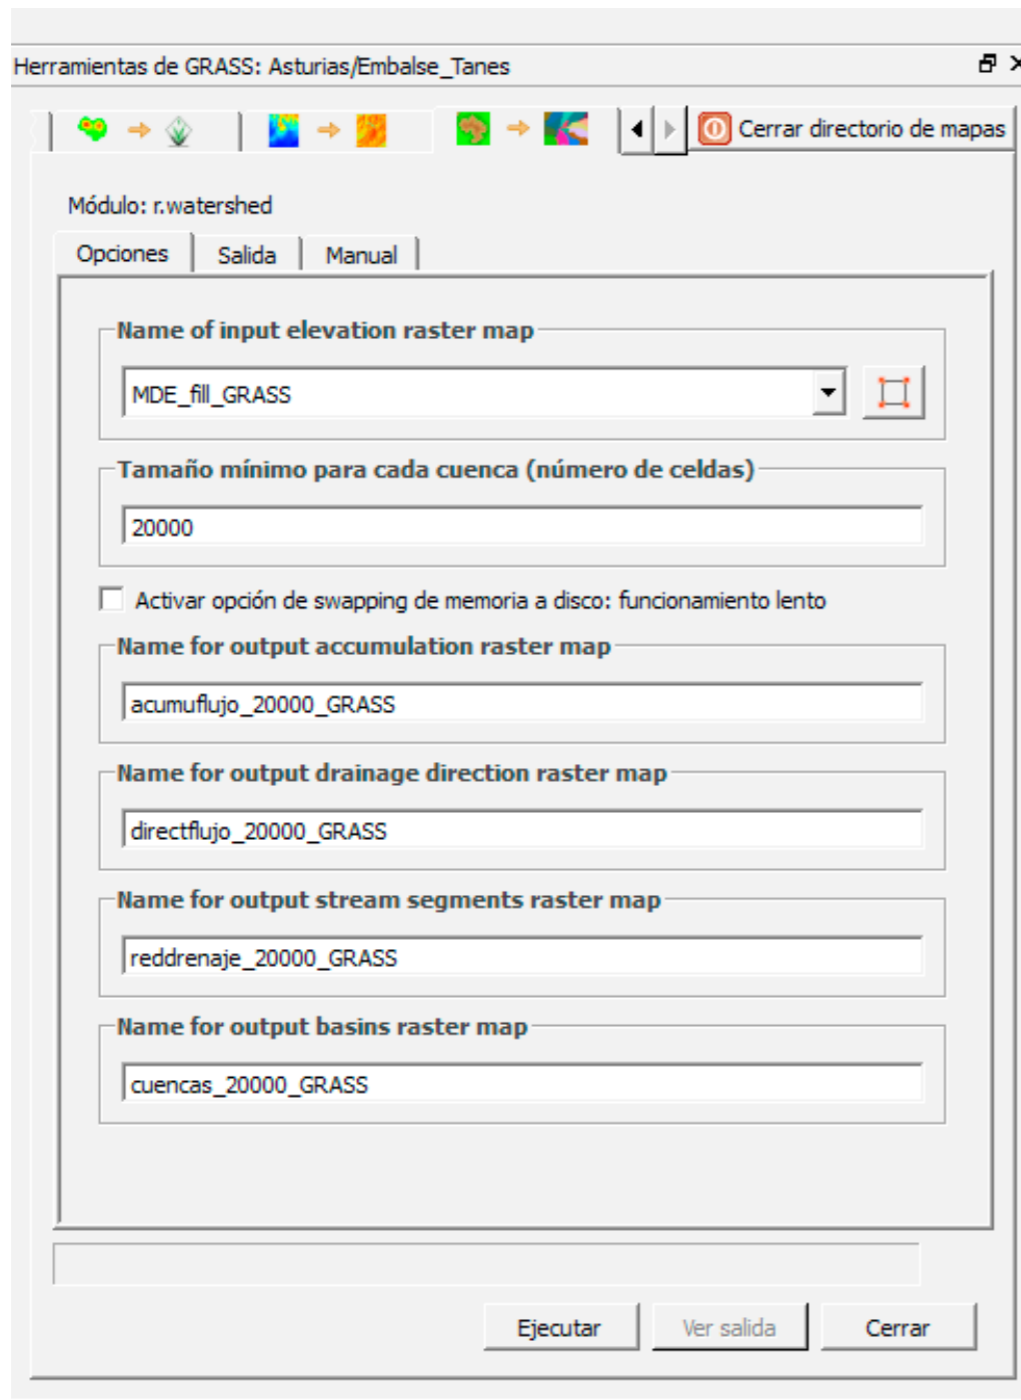 Herramientas de GRASS: Asturias/Embalse_Tanes
Cerrar directorio de mapas
Módulo: r.watershed
Opciones
Salida
Manual
Name of input elevation raster map
MDE_fill_GRASS
Tamaño mínimo para cada cuenca (número de celdas)
20000
Activar opción de swapping de memoria a disco: funcionamiento lento
Name for output accumulation raster map
acumuflujo_20000_GRASS
Name for output drainage direction raster map
directflujo_20000_GRASS
Name for output stream segments raster map
reddrenaje_20000_GRASS
Name for output basins raster map
cuencas_20000_GRASS
Ejecutar
Ver salida
Cerrar